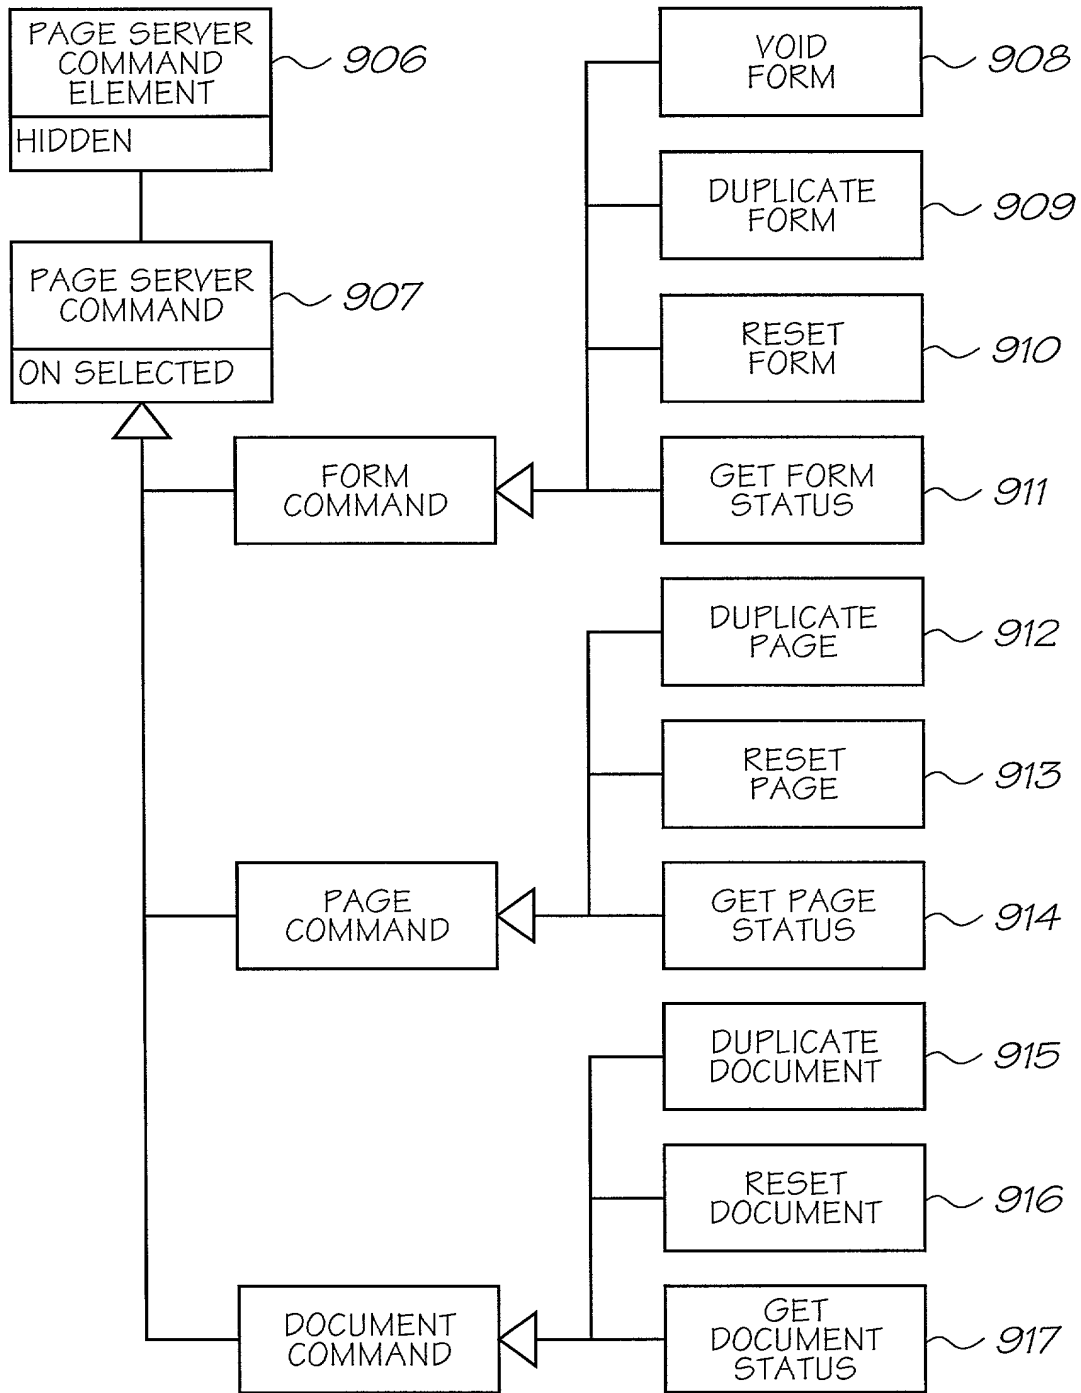 PAGE SERVER
COMMAND
ELEMENT
HIDDEN
906
PAGE SERVER
COMMAND
ON SELECTED
907
FORM
COMMAND
VOID
FORM
908
DUPLICATE
FORM
909
RESET
FORM
910
GET FORM
STATUS
911
PAGE
COMMAND
DUPLICATE
PAGE
912
RESET
PAGE
913
GET PAGE
STATUS
914
DOCUMENT
COMMAND
DUPLICATE
DOCUMENT
915
RESET
DOCUMENT
916
GET
DOCUMENT
STATUS
917